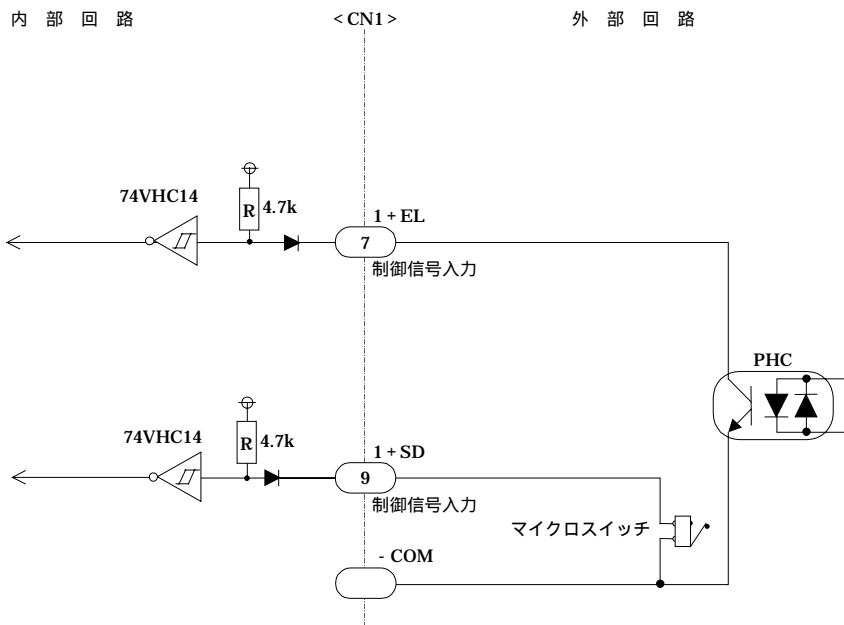 内 部 回 路
< CN1 >
外 部 回 路
74VHC14
R
4.7k
1 + EL
7
制御信号入力
PHC
74VHC14
R
4.7k
1 + SD
9
制御信号入力
マイクロスイッチ
- COM